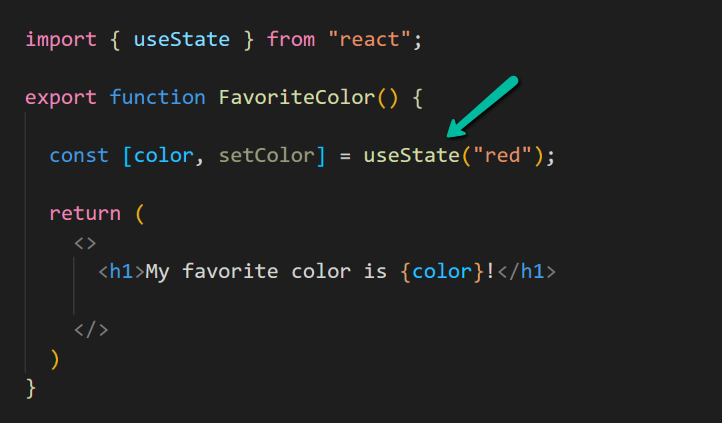 import { useState } from "react";
export function FavoriteColor() {
const [color, setColor] = useState("red");
return (
<>
<h1>My favorite color is {color}!</h1>
</>
)
}